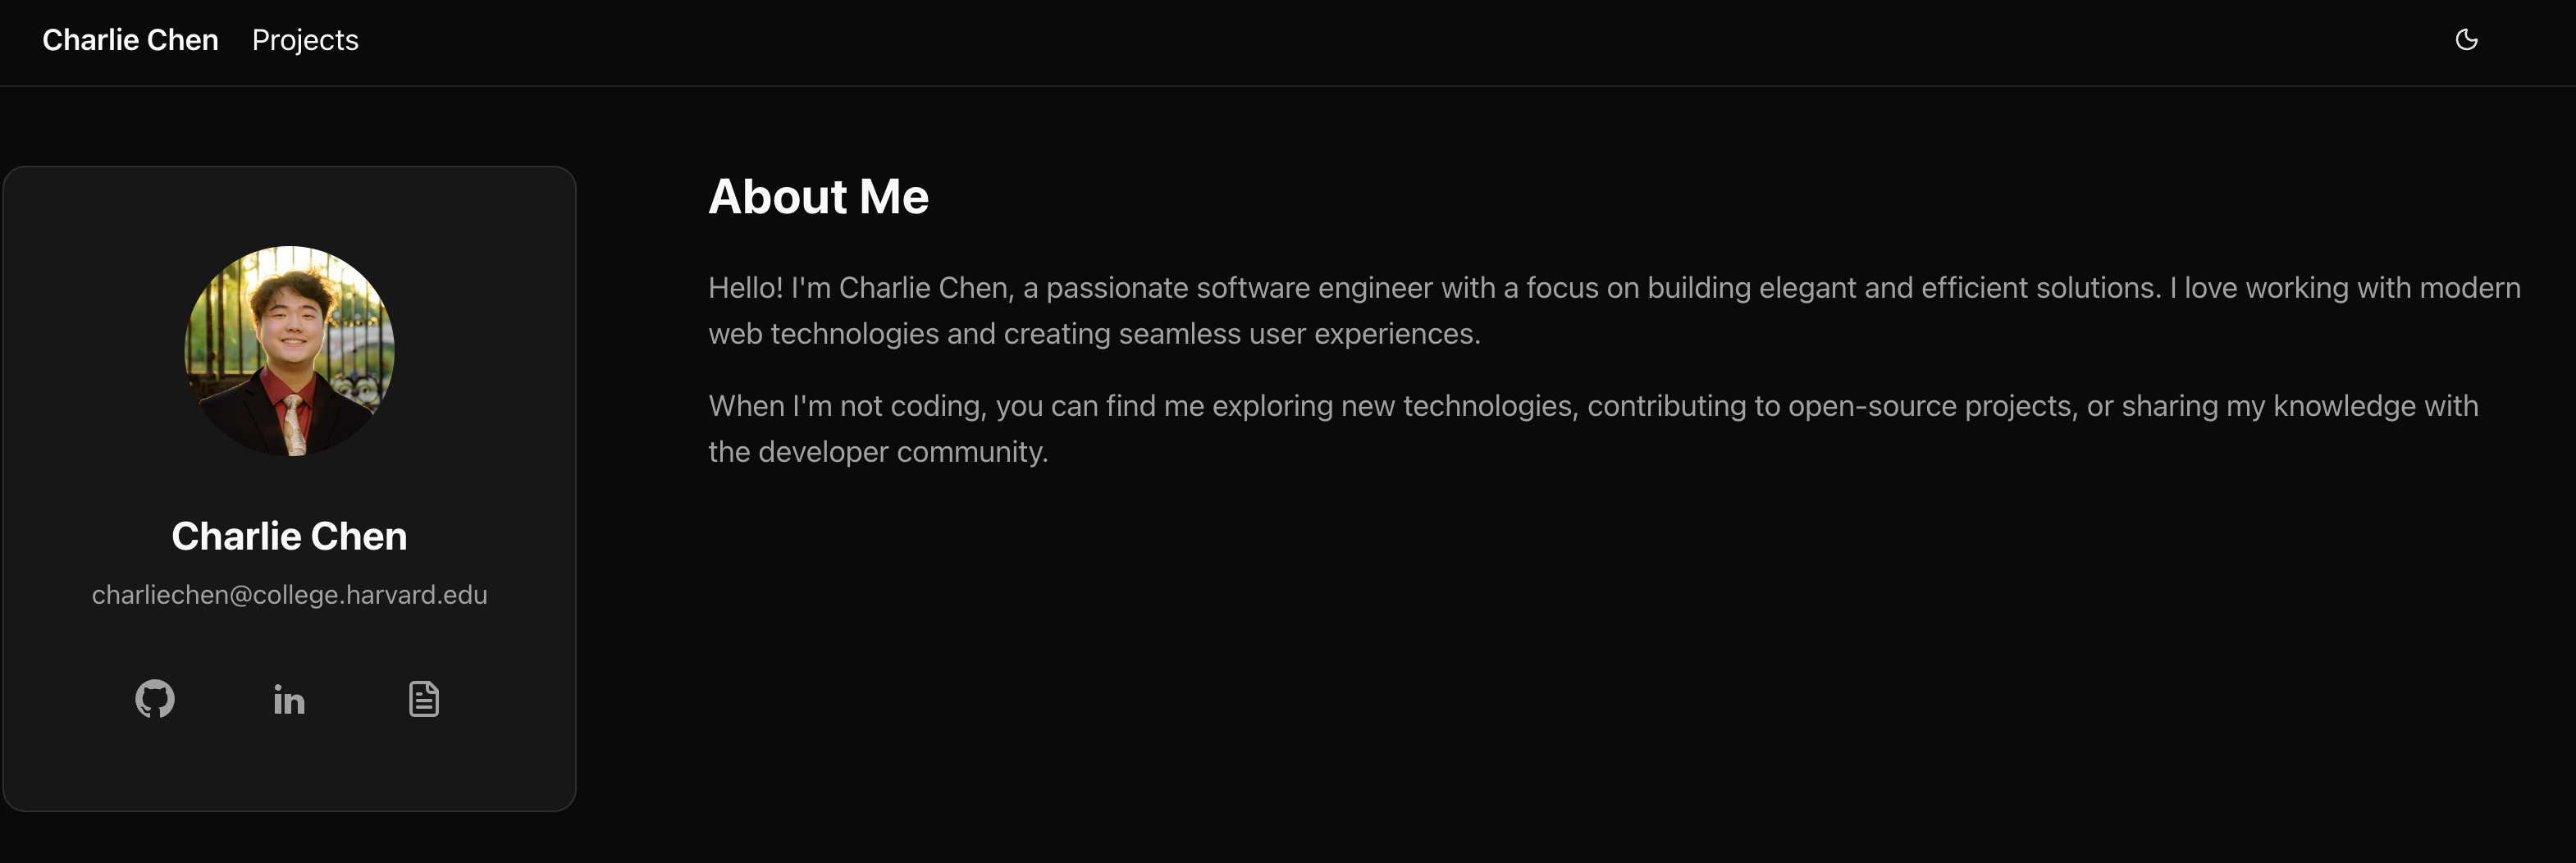 Charlie Chen Projects
About Me
Hello! I'm Charlie Chen, a passionate software engineer with a focus on building elegant and efficient solutions. I love working with modern
web technologies and creating seamless user experiences.
When I'm not coding, you can find me exploring new technologies, contributing to open-source projects, or sharing my knowledge with
the developer community.
Charlie Chen
charliechen@college.harvard.edu
in